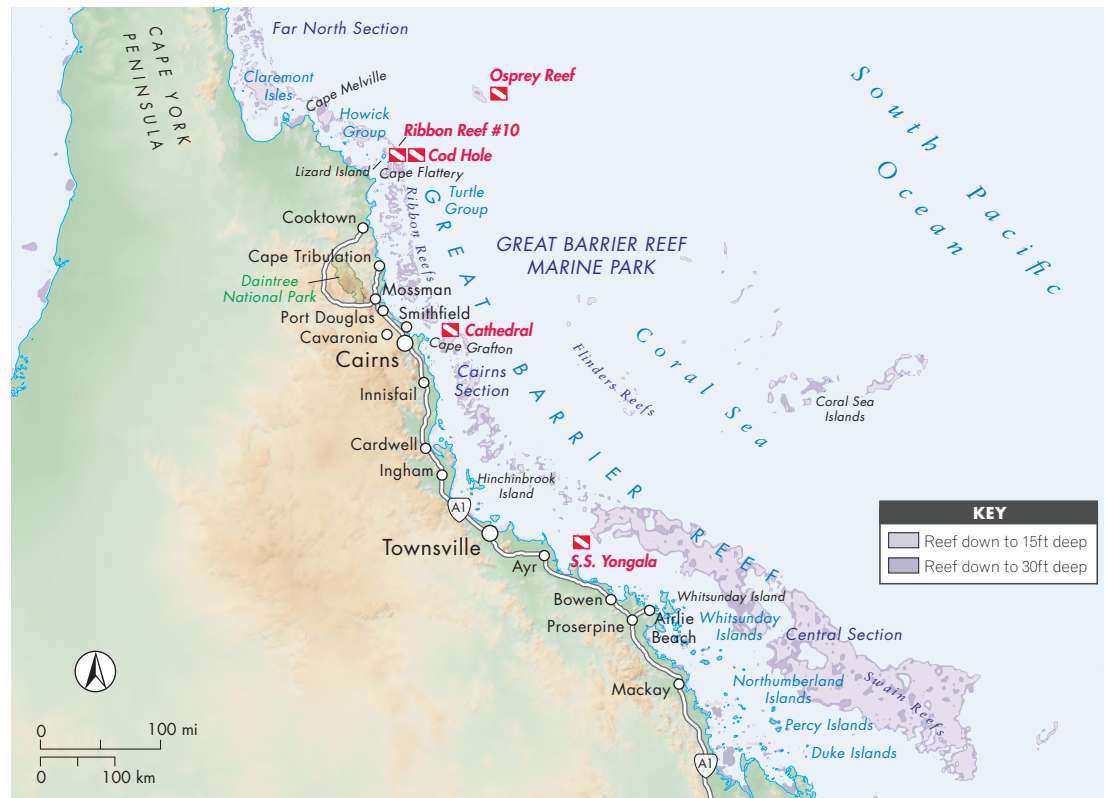 Far North Section
CAPE YORK
PENINSULA
Claremont
Isles
Cape Melville
Osprey Reef
Howick
Group
Ribbon Reef #10
Cod Hole
Lizard Island
Cape Flattery
Turtle
Group
Ribbon Reefs
South Pacific
Ocean
Cooktown
GREAT BARRIER REEF
MARINE PARK
Cape Tribulation
Daintree
National Park
Mossman
Port Douglas
Smithfield
Cavaronia
Cairns
Cathedral
Cape Grafton
Cairns
Section
GREAT BARRIER REEF
Flinders Reefs
Coral Sea
Coral Sea
Islands
Innisfail
Cardwell
Ingham
Hinchinbrook
Island
A1
Townsville
Ayr
S.S. Yongala
KEY
Reef down to 15ft deep
Reef down to 30ft deep
Bowen
Proserpine
Airlie
Beach
Whitsunday Island
Whitsunday
Islands
Central Section
Swain Reefs
Mackay
Northumberland
Islands
Percy Islands
Duke Islands
A1
0 100 mi
0 100 km